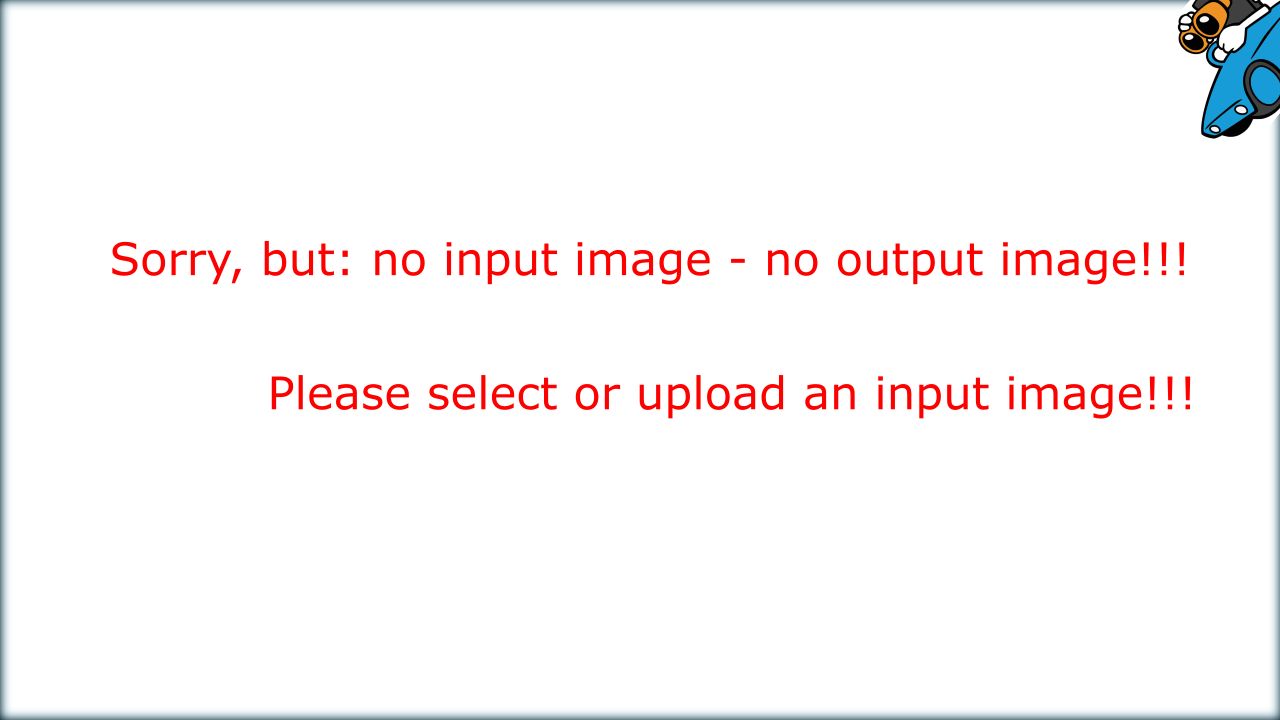 Sorry, but: no input image - no output image!!!
Please select or upload an input image!!!